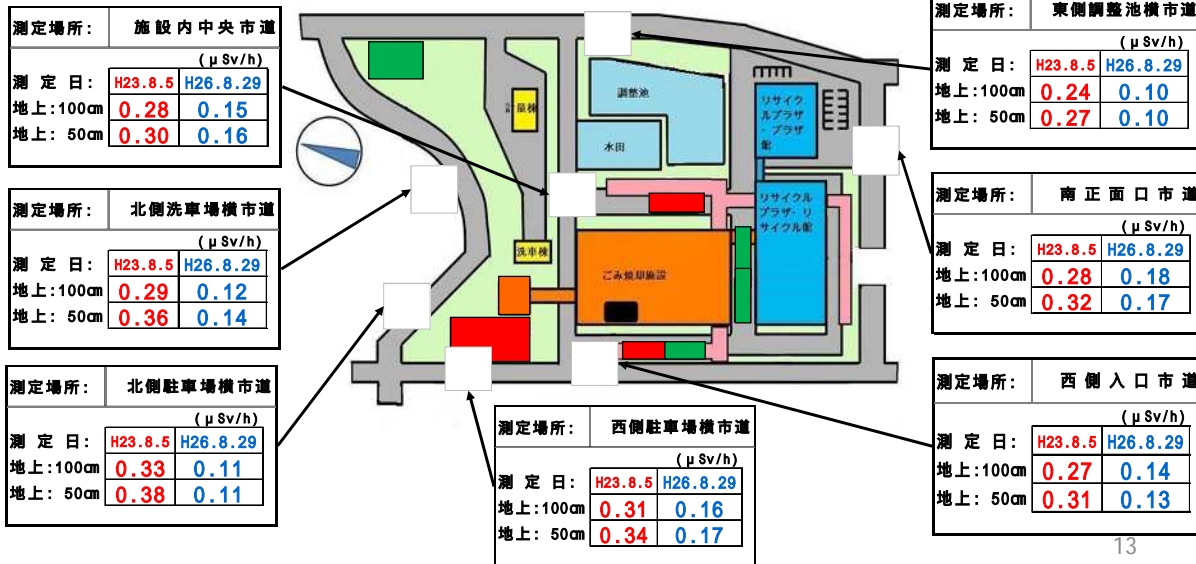 測定場所： 施設内中央市道
(μSv/h)
測 定 日： H23.8.5 H26.8.29
地上：100㎝ 0.28 0.15
地上： 50㎝ 0.30 0.16
測定場所： 北側洗車場横市道
(μSv/h)
測 定 日： H23.8.5 H26.8.29
地上：100㎝ 0.29 0.12
地上： 50㎝ 0.36 0.14
測定場所： 北側駐車場横市道
(μSv/h)
測 定 日： H23.8.5 H26.8.29
地上：100㎝ 0.33 0.11
地上： 50㎝ 0.38 0.11
調整池
水田
量棟
洗車棟
リサイク
ルプラザ
・プラザ
館
リサイクル
プラザ・リ
サイクル館
ごみ焼却施設
測定場所： 西側駐車場横市道
(μSv/h)
測 定 日： H23.8.5 H26.8.29
地上：100㎝ 0.31 0.16
地上： 50㎝ 0.34 0.17
測定場所： 東側調整池横市道
(μSv/h)
測 定 日： H23.8.5 H26.8.29
地上：100㎝ 0.24 0.10
地上： 50㎝ 0.27 0.10
測定場所： 南正面口市道
(μSv/h)
測 定 日： H23.8.5 H26.8.29
地上：100㎝ 0.28 0.18
地上： 50㎝ 0.32 0.17
測定場所： 西側入口市道
(μSv/h)
測 定 日： H23.8.5 H26.8.29
地上：100㎝ 0.27 0.14
地上： 50㎝ 0.31 0.13
13